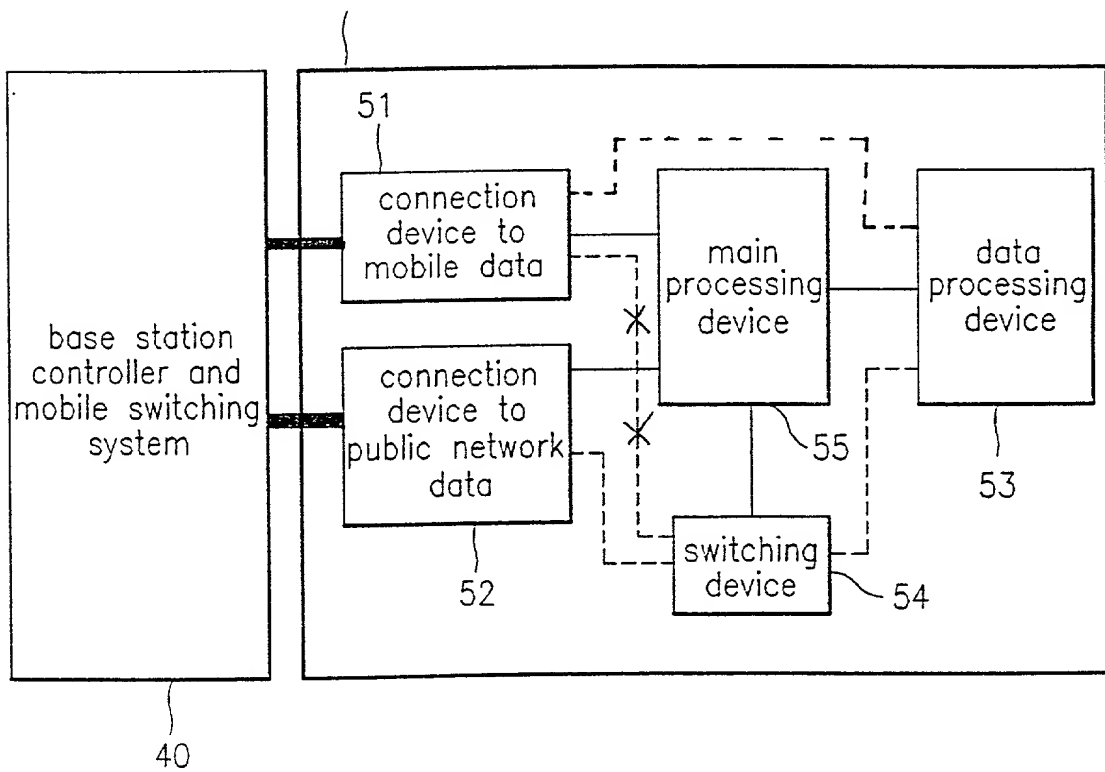 51
connection
device to
mobile data
main
processing
device
data
processing
device
base station
controller and
mobile switching
system
connection
device to
public network
data
55
53
switching
device
54
52
40